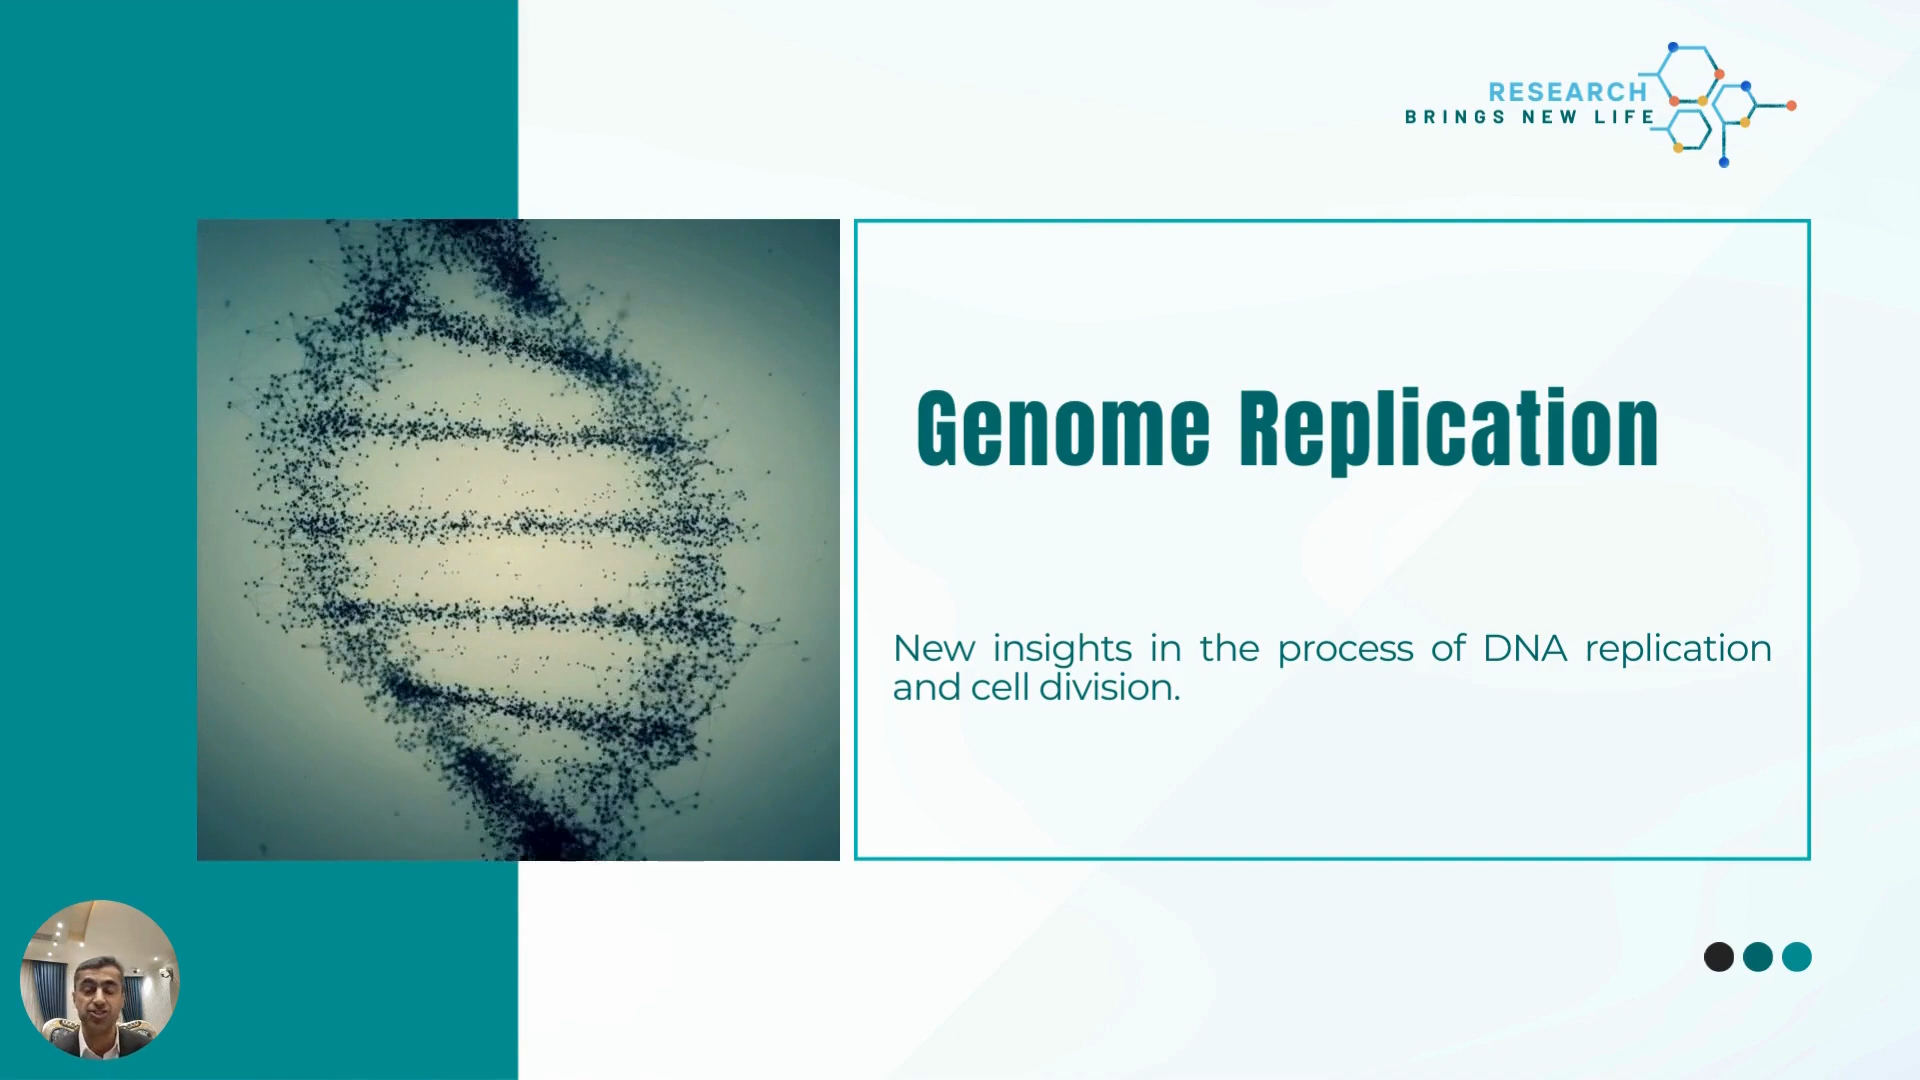 RESEARCH
BRINGS NEW LIFE
Genome Replication
New insights in the process of DNA replication
and cell division.